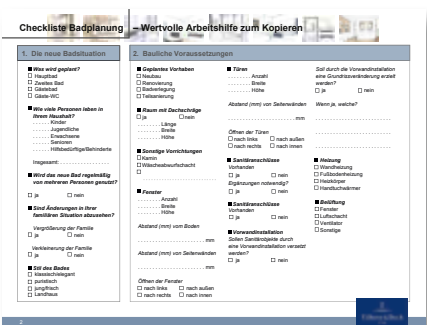 Checkliste Badplanung – Wertvolle Arbeitshilfe zum Kopieren
1. Die neue Badsituation
Was wird geplant?
☐ Hauptbad
☐ Zweites Bad
☐ Gästebad
☐ Gäste-WC
Wie viele Personen leben in
Ihrem Haushalt?
. . . . . . Kinder
. . . . . . Jugendliche
. . . . . . Erwachsene
. . . . . . Senioren
. . . . . . Hilfsbedürftige/Behinderte
Insgesamt: . . . . . . . . . . . . . . .
Wird das neue Bad regelmäßig
von mehreren Personen genutzt?
☐ ja ☐ nein
Sind Änderungen in Ihrer
familiären Situation abzusehen?
Vergrößerung der Familie
☐ ja ☐ nein
Verkleinerung der Familie
☐ ja ☐ nein
Stil des Bades
☐ klassisch/elegant
☐ puristisch
☐ jung/frisch
☐ Landhaus
2. Bauliche Voraussetzungen
Geplantes Vorhaben
☐ Neubau
☐ Renovierung
☐ Badverlegung
☐ Teilsanierung
Raum mit Dachschräge
☐ ja ☐ nein
. . . . . . . . Länge
. . . . . . . . Breite
. . . . . . . . Höhe
Sonstige Vorrichtungen
☐ Kamin
☐ Wäscheabwurfschacht
☐ . . . . . . . . . . . . . . . . . . . . . .
Fenster
. . . . . . . . Anzahl
. . . . . . . . Breite
. . . . . . . . Höhe
Abstand (mm) vom Boden
. . . . . . . . . . . . . . . . . . . . . . mm
Abstand (mm) von Seitenwänden
. . . . . . . . . . . . . . . . . . . . . . mm
Öffnen der Fenster
☐ nach links ☐ nach außen
☐ nach rechts ☐ nach innen
Türen
. . . . . . . . Anzahl
. . . . . . . . Breite
. . . . . . . . Höhe
Abstand (mm) von Seitenwänden
. . . . . . . . . . . . . . . . . . . . . . mm
Öffnen der Türen
☐ nach links ☐ nach außen
☐ nach rechts ☐ nach innen
Sanitäranschlüsse
Vorhanden
☐ ja ☐ nein
Ergänzungen notwendig?
☐ ja ☐ nein
Sanitäranschlüsse
Vorhanden
☐ ja ☐ nein
Vorwandinstallation
Sollen Sanitärobjekte durch
eine Vorwandinstallation versetzt
werden?
☐ ja ☐ nein
Soll durch die Vorwandinstallation
eine Grundrissveränderung erzielt
werden?
☐ ja ☐ nein
Wenn ja, welche?
. . . . . . . . . . . . . . . . . . . . . . . .
. . . . . . . . . . . . . . . . . . . . . . . .
Heizung
☐ Wandheizung
☐ Fußbodenheizung
☐ Heizkörper
☐ Handtuchwärmer
Belüftung
☐ Fenster
☐ Luftschacht
☐ Ventilator
☐ Sonstige
2
Villeroy & Boch